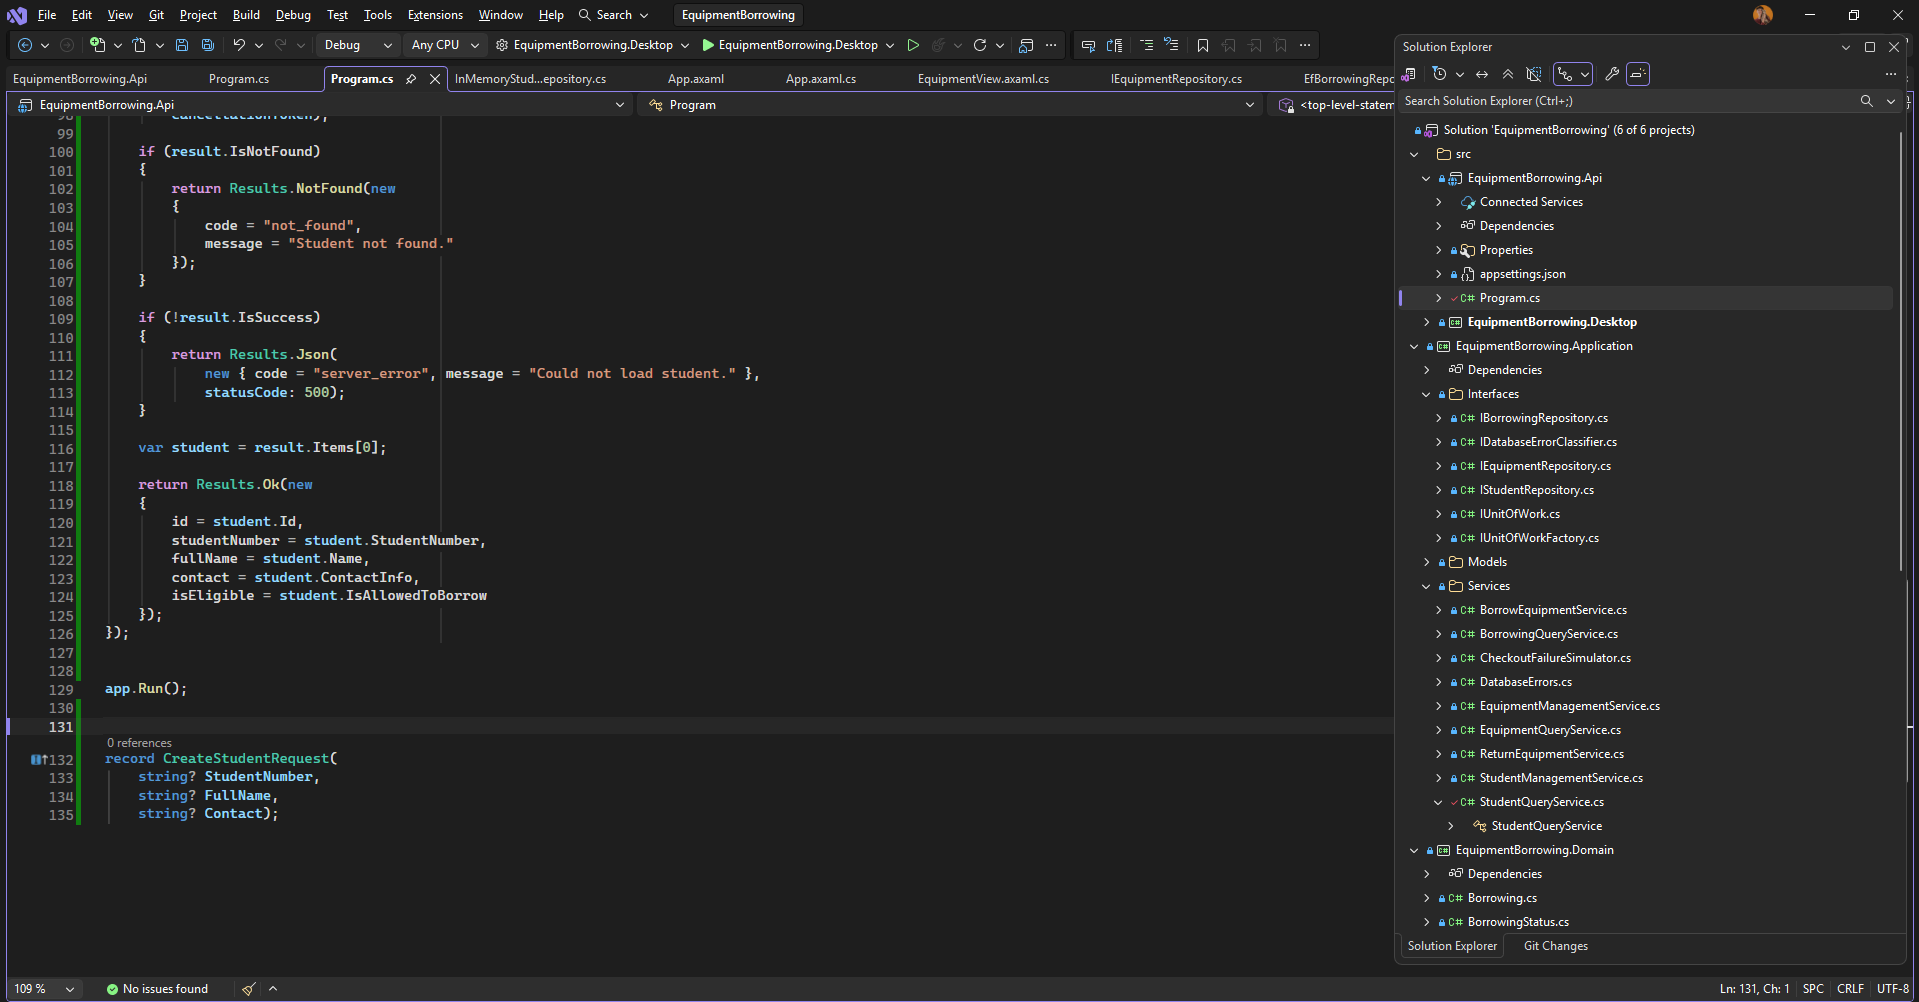 File Edit View Git Project Build Debug Test Tools Extensions Window Help Search EquipmentBorrowing
Debug Any CPU EquipmentBorrowing.Desktop EquipmentBorrowing.Desktop
EquipmentBorrowing.Api Program.cs Program.cs InMemoryStud...epository.cs App.axaml App.axaml.cs EquipmentView.axaml.cs IEquipmentRepository.cs EfBorrowingRepo
EquipmentBorrowing.Api Program <top-level-statem
99
100 if (result.IsNotFound)
101 {
102 return Results.NotFound(new
103 {
104 code = "not_found",
105 message = "Student not found."
106 });
107 }
108
109 if (!result.IsSuccess)
110 {
111 return Results.Json(
112 new { code = "server_error", message = "Could not load student." },
113 statusCode: 500);
114 }
115
116 var student = result.Items[0];
117
118 return Results.Ok(new
119 {
120 id = student.Id,
121 studentNumber = student.StudentNumber,
122 fullName = student.Name,
123 contact = student.ContactInfo,
124 isEligible = student.IsAllowedToBorrow
125 });
126 });
127
128
129 app.Run();
130
131
0 references
132 record CreateStudentRequest(
133 string? StudentNumber,
134 string? FullName,
135 string? Contact);
109 % No issues found
Solution Explorer
Search Solution Explorer (Ctrl+;)
Solution 'EquipmentBorrowing' (6 of 6 projects)
src
EquipmentBorrowing.Api
Connected Services
Dependencies
Properties
appsettings.json
C# Program.cs
EquipmentBorrowing.Desktop
EquipmentBorrowing.Application
Dependencies
Interfaces
C# IBorrowingRepository.cs
C# IDatabaseErrorClassifier.cs
C# IEquipmentRepository.cs
C# IStudentRepository.cs
C# IUnitOfWork.cs
C# IUnitOfWorkFactory.cs
Models
Services
C# BorrowEquipmentService.cs
C# BorrowingQueryService.cs
C# CheckoutFailureSimulator.cs
C# DatabaseErrors.cs
C# EquipmentManagementService.cs
C# EquipmentQueryService.cs
C# ReturnEquipmentService.cs
C# StudentManagementService.cs
C# StudentQueryService.cs
StudentQueryService
EquipmentBorrowing.Domain
Dependencies
C# Borrowing.cs
C# BorrowingStatus.cs
Solution Explorer Git Changes
Ln: 131, Ch: 1 SPC CRLF UTF-8